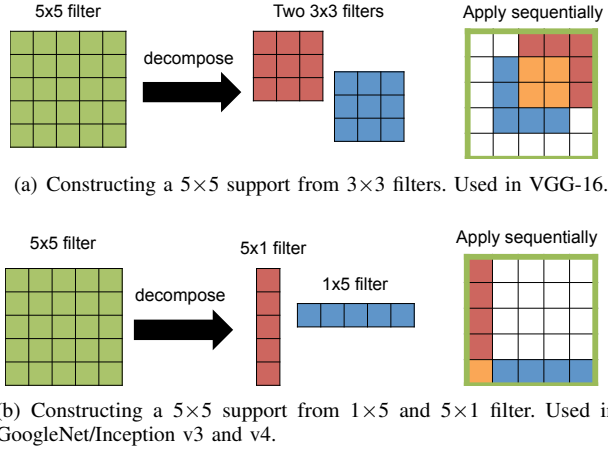 5x5 filter
Two 3x3 filters
Apply sequentially
decompose
(a) Constructing a 5×5 support from 3×3 filters. Used in VGG-16.
5x5 filter
5x1 filter
Apply sequentially
decompose
1x5 filter
(b) Constructing a 5×5 support from 1×5 and 5×1 filter. Used in
GoogleNet/Inception v3 and v4.